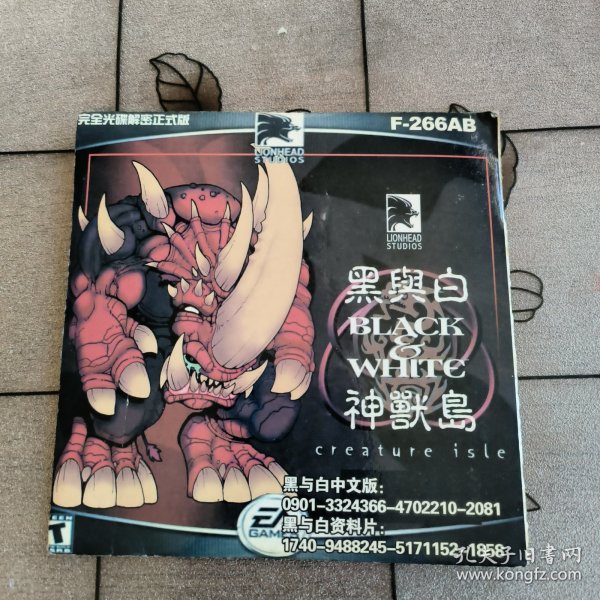 完全光碟解密正式版
F-266AB
LIONHEAD
STUDIOS
LIONHEAD
STUDIOS
黑與白
BLACK
&
WHITE
神獸島
creature isle
黑与白中文版:
0901-3324366-4702210-2081
黑与白资料片:
1740-9488245-5171152-1858
EA
GAMES
T
孔夫子旧书网
www.kongfz.com